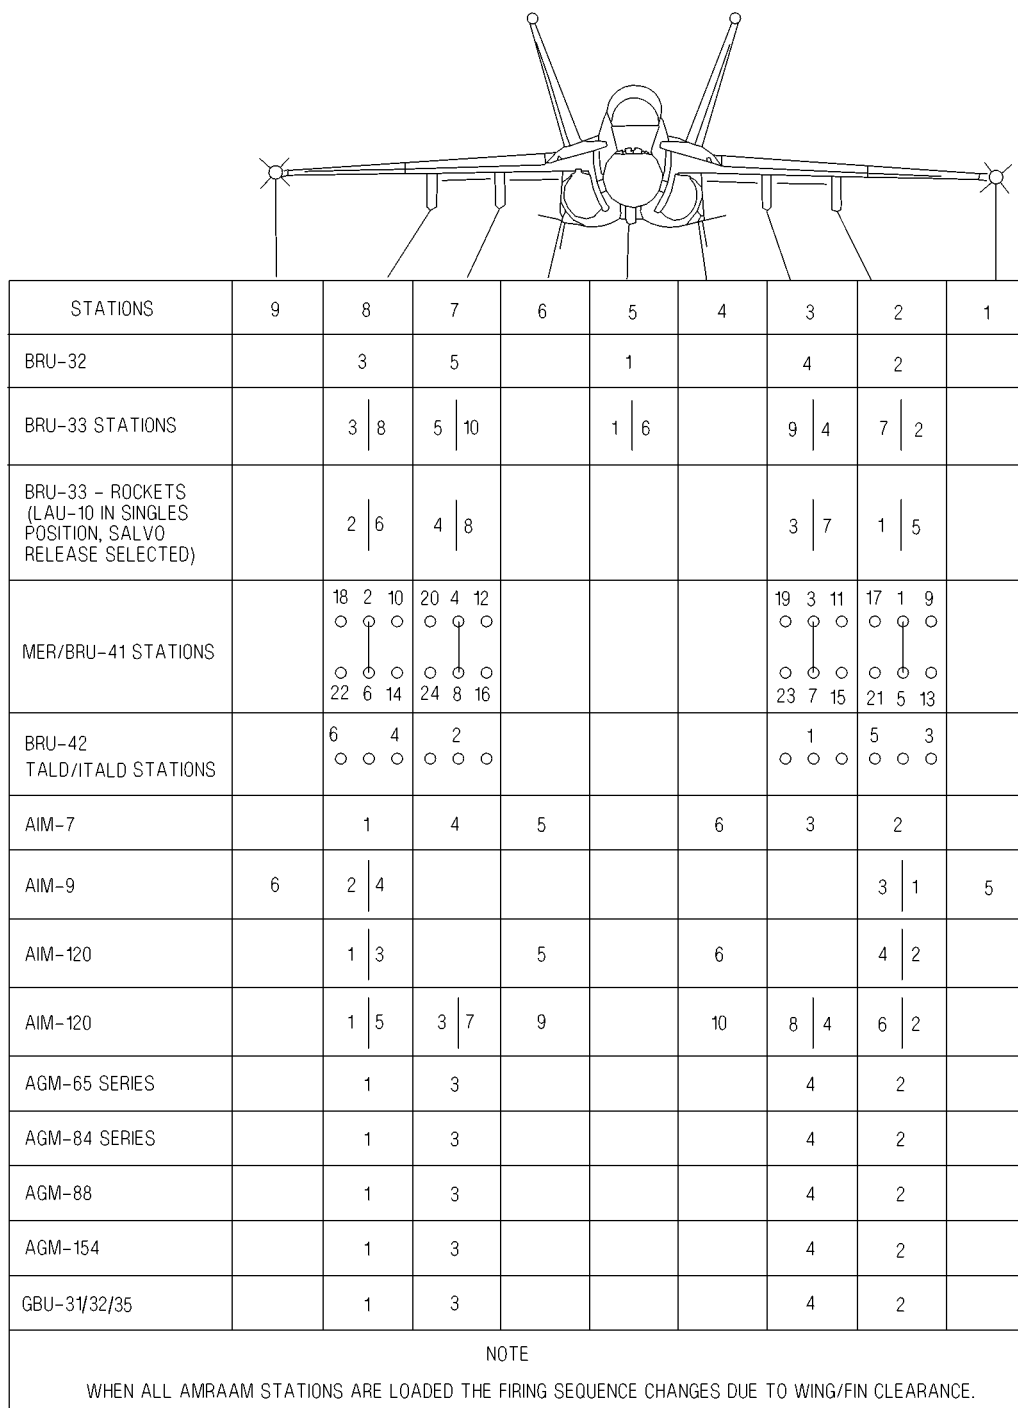 STATIONS 9 8 7 6 5 4 3 2 1
BRU-32 3 5 1 4 2
BRU-33 STATIONS 3 8 5 10 1 6 9 4 7 2
BRU-33 - ROCKETS
(LAU-10 IN SINGLES
POSITION, SALVO
RELEASE SELECTED)
2 6 4 8 3 7 1 5
18 2 10 20 4 12 19 3 11 17 1 9
MER/BRU-41 STATIONS
22 6 14 24 8 16 23 7 15 21 5 13
6 4 2 1 5 3
BRU-42
TALD/ITALD STATIONS
AIM-7 1 4 5 6 3 2
AIM-9 6 2 4 3 1 5
AIM-120 1 3 5 6 4 2
AIM-120 1 5 3 7 9 10 8 4 6 2
AGM-65 SERIES 1 3 4 2
AGM-84 SERIES 1 3 4 2
AGM-88 1 3 4 2
AGM-154 1 3 4 2
GBU-31/32/35 1 3 4 2
NOTE
WHEN ALL AMRAAM STATIONS ARE LOADED THE FIRING SEQUENCE CHANGES DUE TO WING/FIN CLEARANCE.